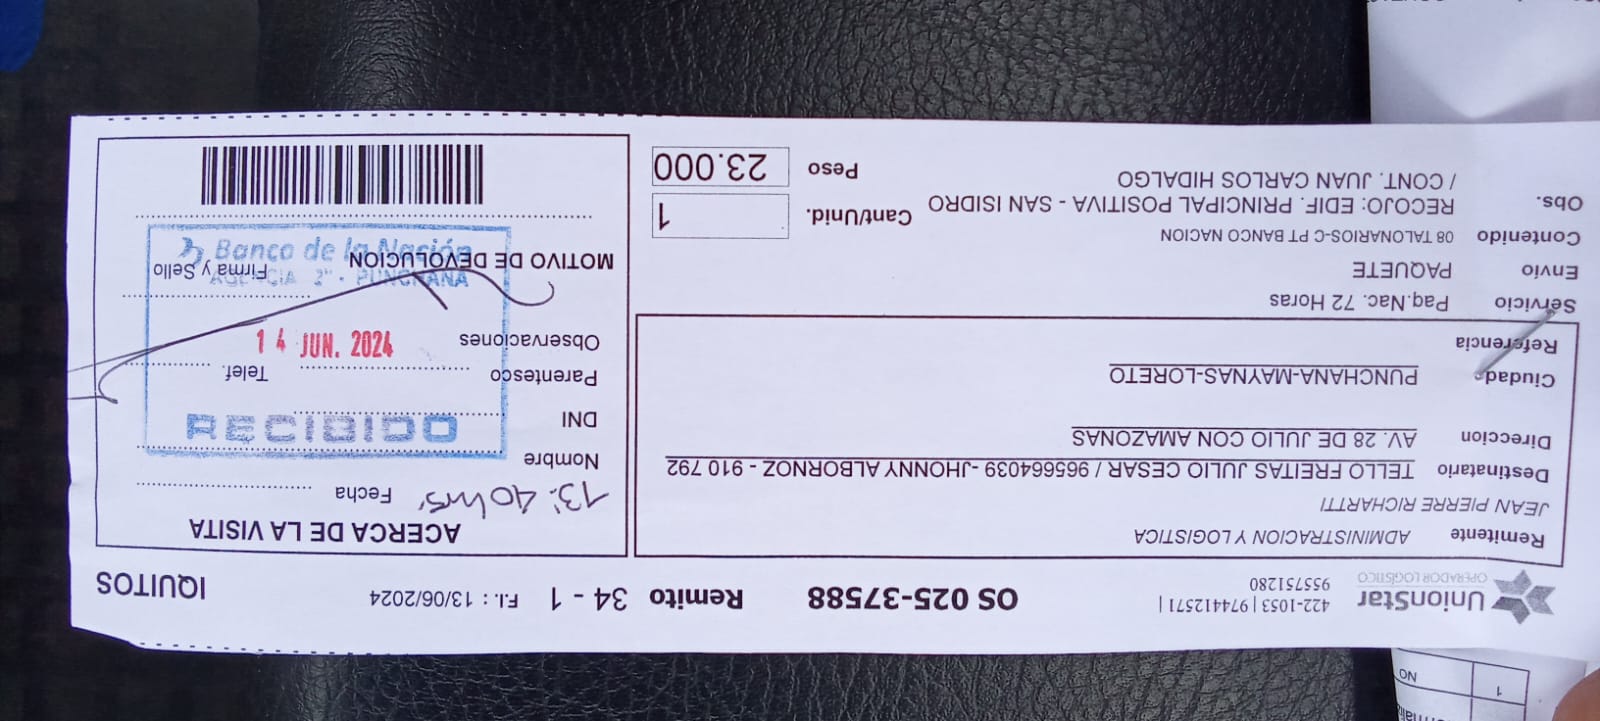 UnionStar
OPERADOR LOGÍSTICO
422-1053 | 974412571 |
955751280
OS 025-37588
Remito 34 - 1
F.I. : 13/06/2024
IQUITOS
Remitente ADMINISTRACION Y LOGISTICA
JEAN PIERRE RICHARTTI
Destinatario TELLO FREITAS JULIO CESAR / 965664039 -JHONNY ALBORNOZ - 910 792
Direccion AV. 28 DE JULIO CON AMAZONAS
Ciudad PUNCHANA-MAYNAS-LORETO
Referencia
Servicio Paq.Nac. 72 Horas
Envio PAQUETE
Contenido 08 TALONARIOS-C-PT BANCO NACION
Obs. RECOJO: EDIF. PRINCIPAL POSITIVA - SAN ISIDRO
/ CONT. JUAN CARLOS HIDALGO
Cant/Unid. 1
Peso 23.000
ACERCA DE LA VISITA
13:40hrs. Fecha
Nombre
DNI
Parentesco Telef.
Observaciones
MOTIVO DE DEVOLUCION Firma y Sello
Banco de la Nación
AGENCIA 2" - PUNCHANA
14 JUN. 2024
RECIBIDO
1 NO